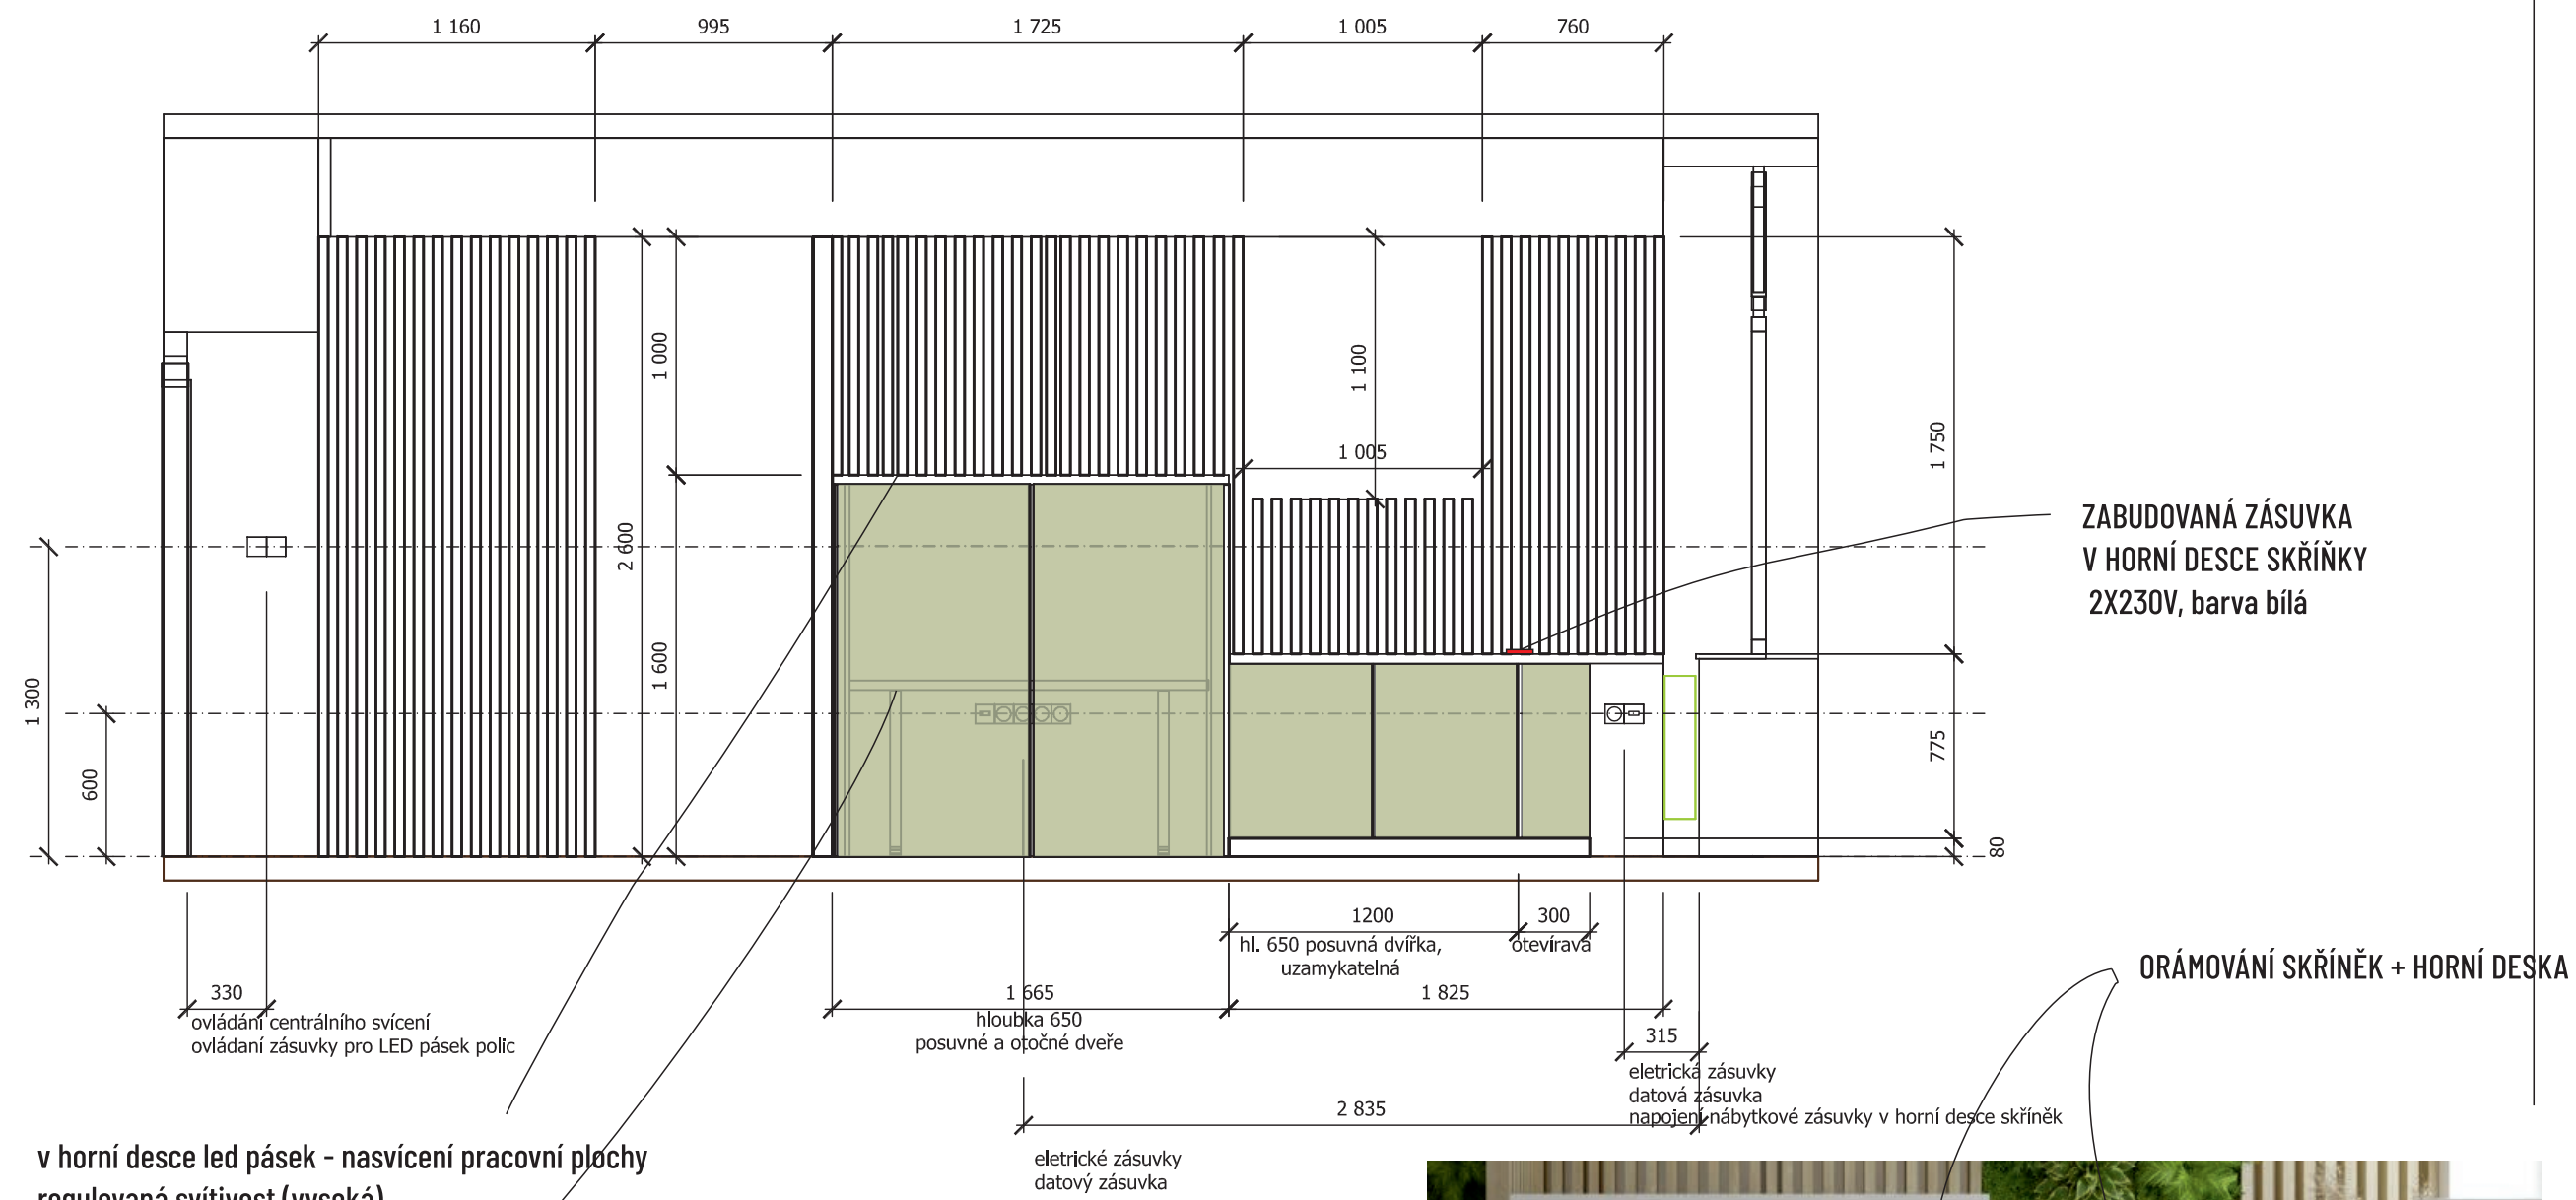 1 160
995
1 725
1 005
760
1 000
1 100
1 005
1 750
2 600
1 600
1 300
600
775
80
ZABUDOVANÁ ZÁSUVKA
V HORNÍ DESCE SKŘÍŇKY
2X230V, barva bílá
1200
300
hl. 650 posuvná dvířka,
uzamykatelná
otevírava
ORÁMOVÁNÍ SKŘÍNĚK + HORNÍ DESKA
330
1 665
1 825
ovládání centrálního svícení
ovládaní zásuvky pro LED pásek polic
hloubka 650
posuvné a otočné dveře
315
eletrická zásuvky
datová zásuvka
napojení nábytkové zásuvky v horní desce skříněk
2 835
eletrické zásuvky
datový zásuvka
v horní desce led pásek - nasvícení pracovní plochy
regulovaná svítivost (vysoká)